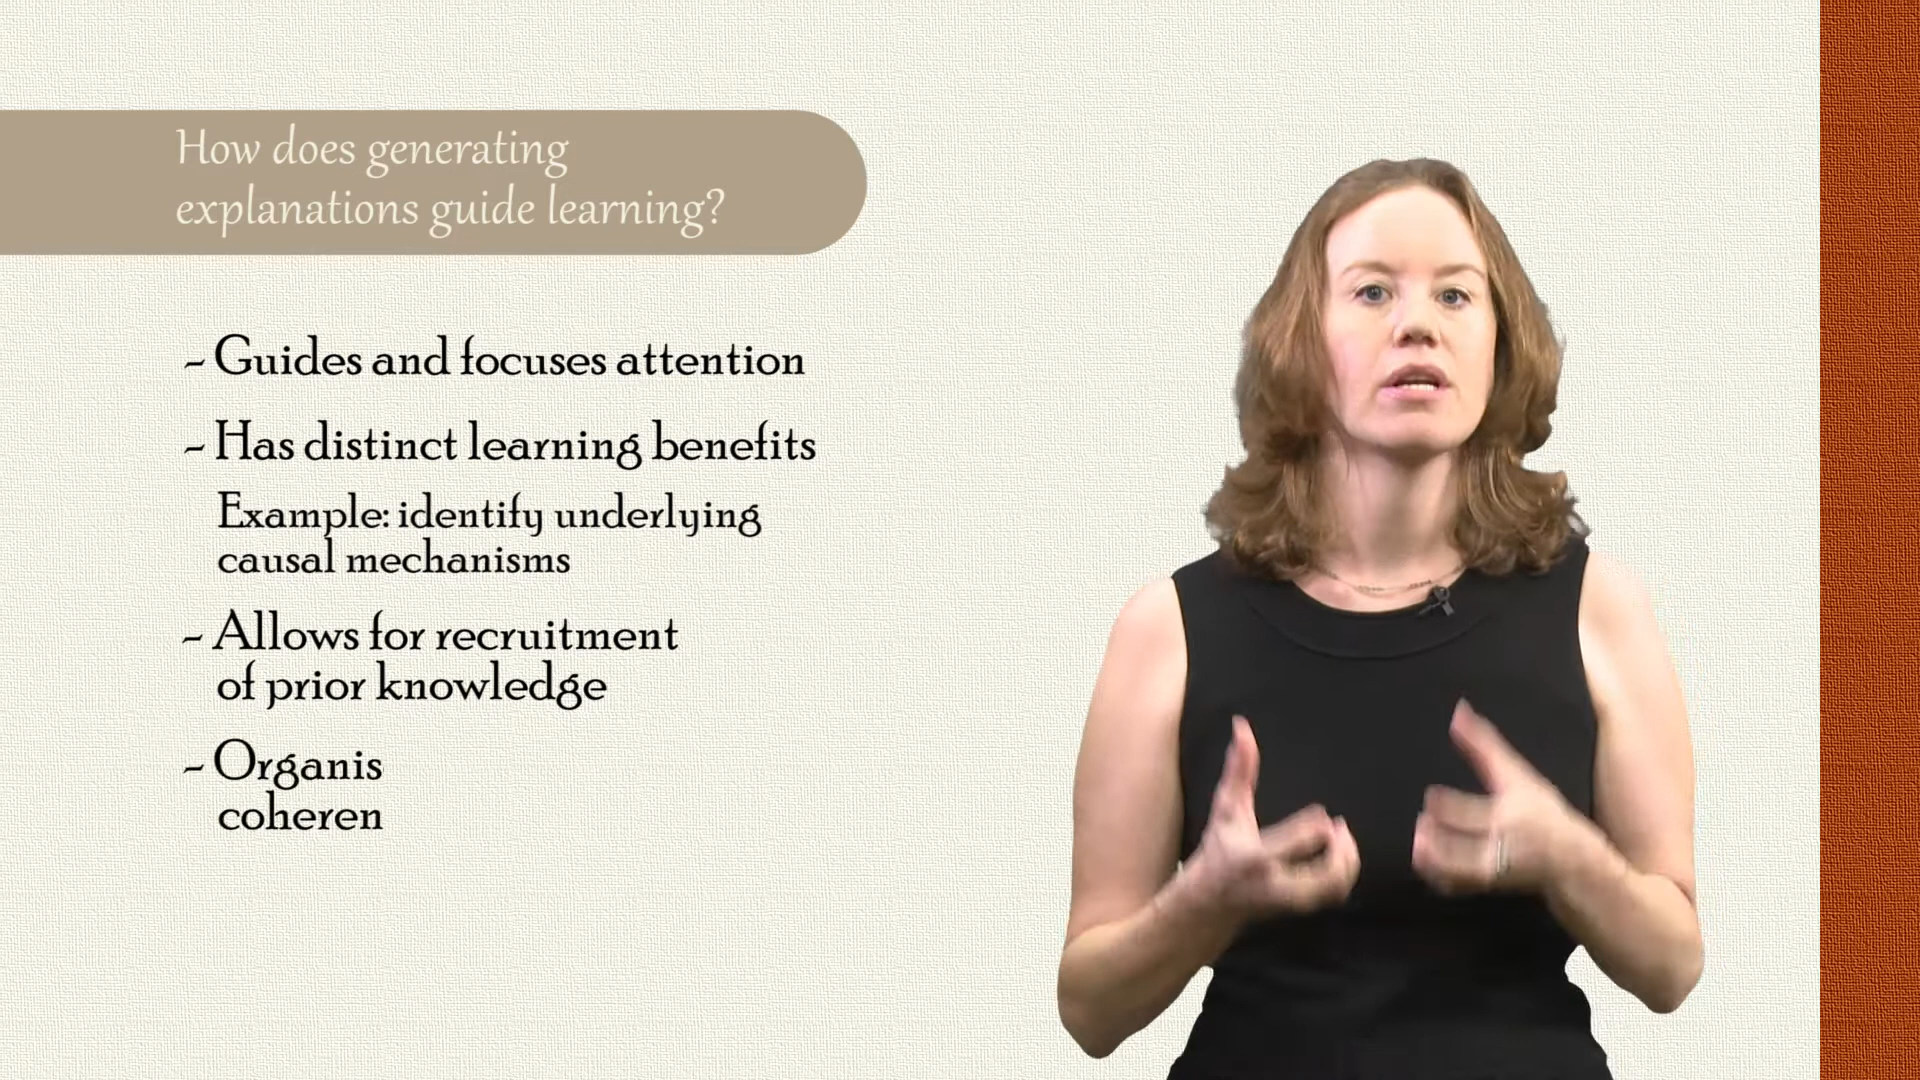 How does generating
explanations guide learning?
- Guides and focuses attention
- Has distinct learning benefits
Example: identify underlying
causal mechanisms
- Allows for recruitment
of prior knowledge
- Organis
coheren